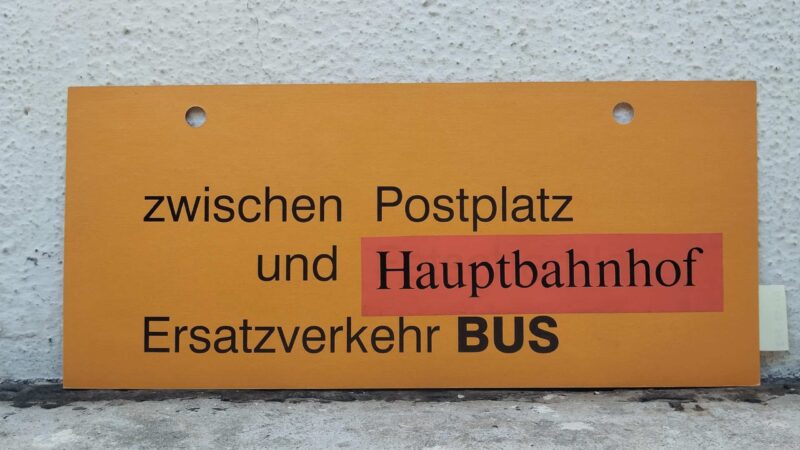 zwischen Postplatz
und Hauptbahnhof
Ersatzverkehr BUS